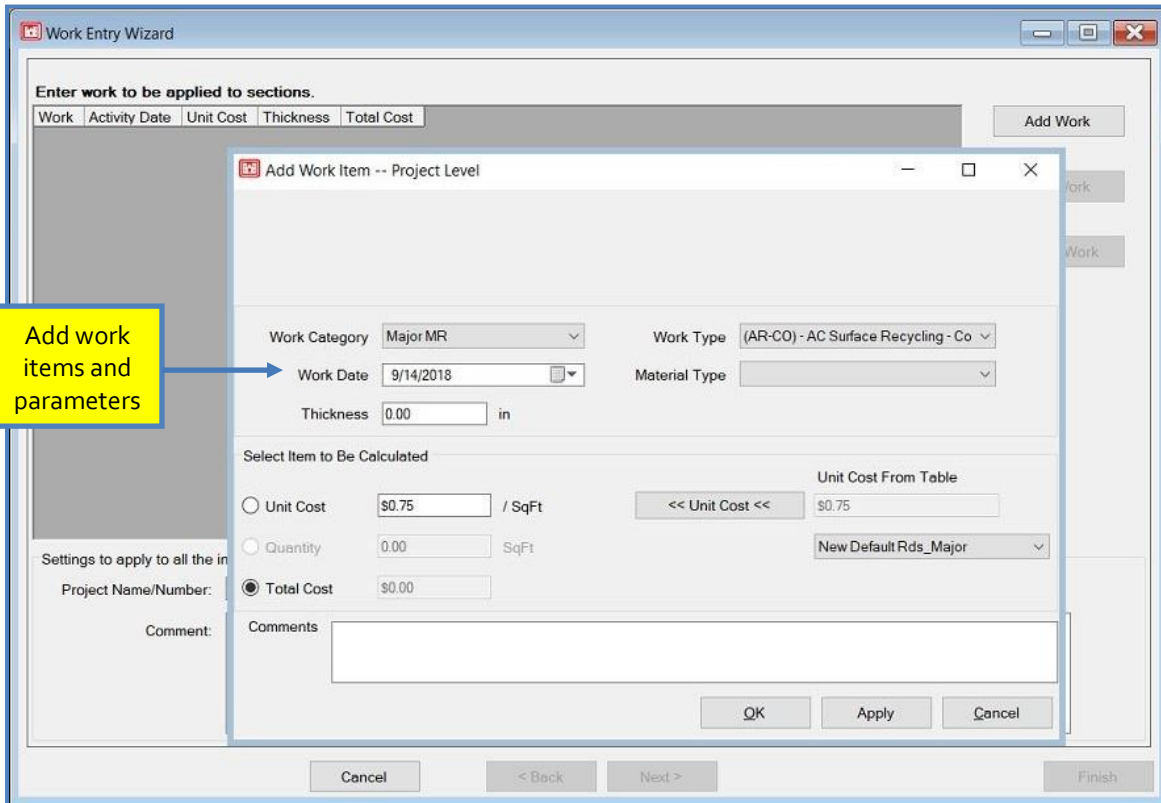 Work Entry Wizard
Enter work to be applied to sections.
Work Activity Date Unit Cost Thickness Total Cost
Add Work
Add Work Item -- Project Level
Work
Work
Add work
items and
parameters
Work Category Major MR Work Type (AR-CO) - AC Surface Recycling - Co
Work Date 9/14/2018 Material Type
Thickness 0.00 in
Select Item to Be Calculated
Unit Cost From Table
Unit Cost $0.75 / SqFt << Unit Cost << $0.75
Quantity 0.00 SqFt New Default Rds_Major
Settings to apply to all the in
Project Name/Number: Total Cost $0.00
Comment: Comments
OK Apply Cancel
Cancel < Back Next > Finish